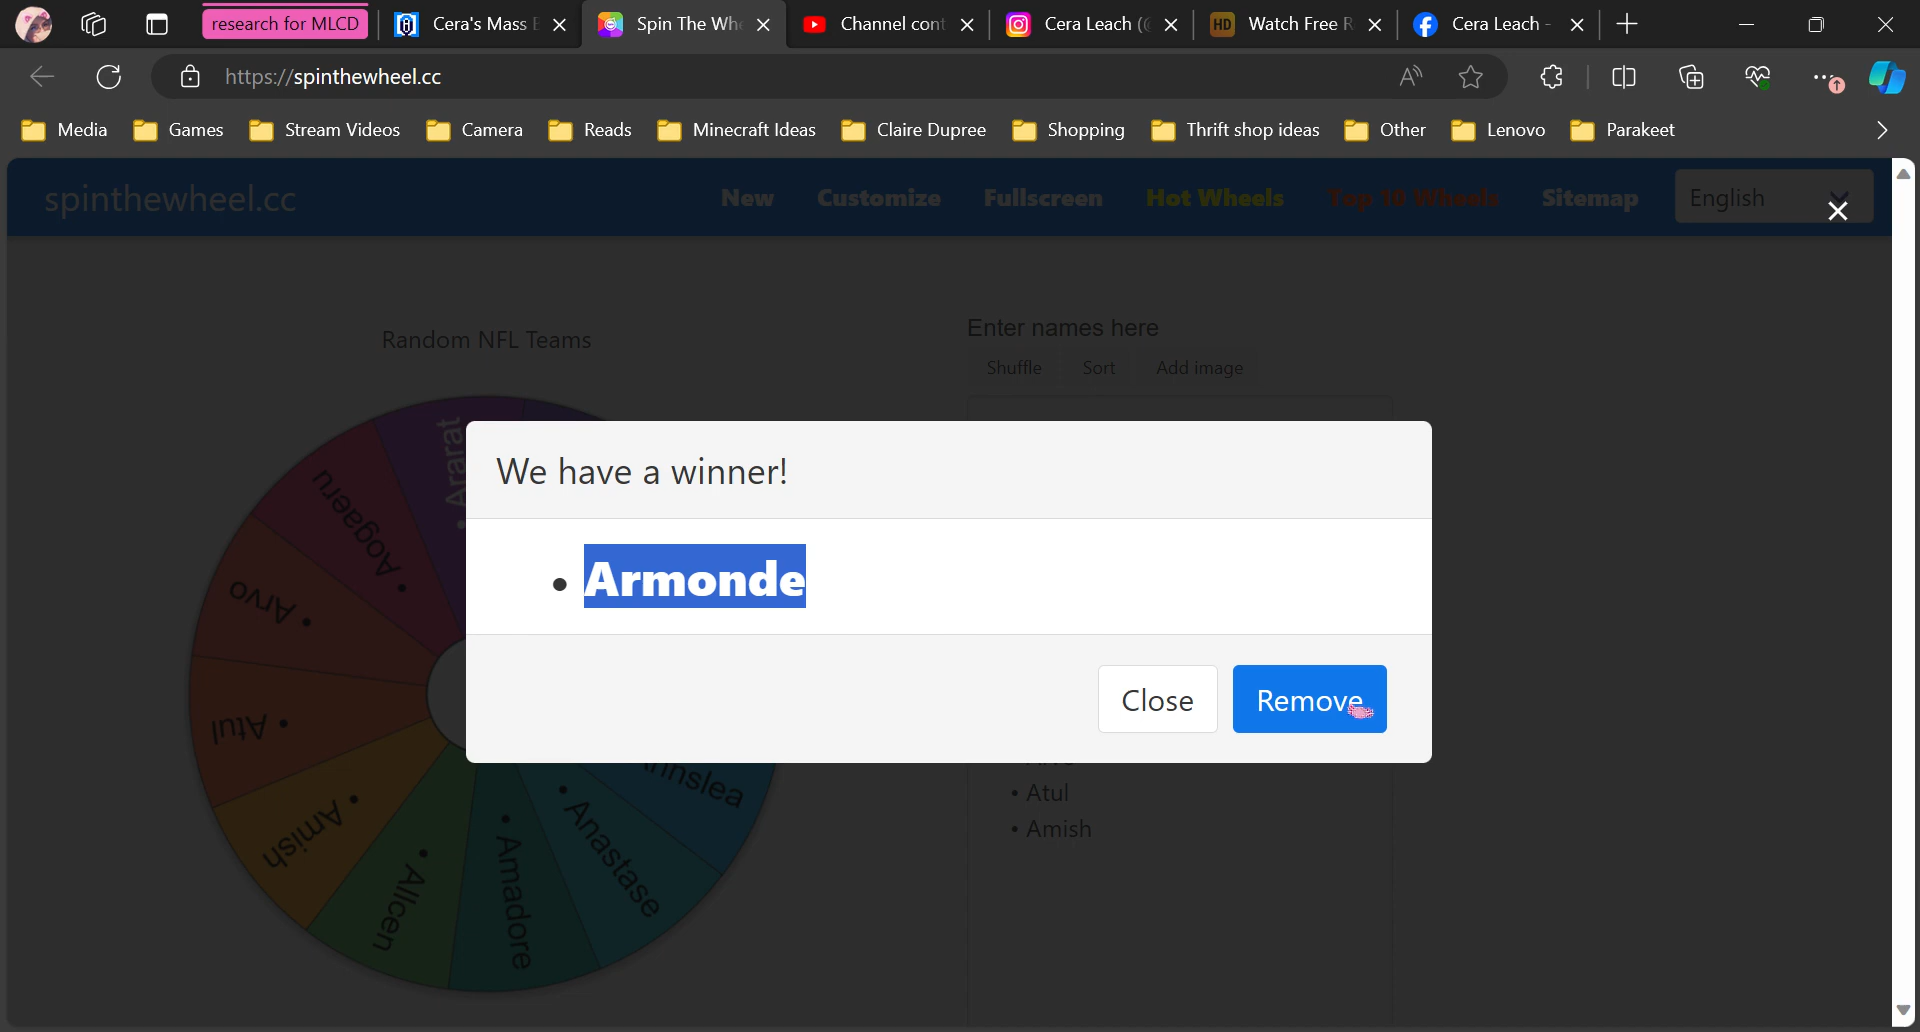 research for MLCD
Cera's Mass
Spin The Wh
Channel cont
Cera Leach (
HD
Watch Free R
Cera Leach -
https://spinthewheel.cc
Media
Games
Stream Videos
Camera
Reads
Minecraft Ideas
Claire Dupree
Shopping
Thrift shop ideas
Other
Lenovo
Parakeet
spinthewheel.cc
New
Customize
Fullscreen
Hot Wheels
Top 10 Wheels
Sitemap
English
Random NFL Teams
Enter names here
Shuffle
Sort
Add image
We have a winner!
• Armonde
Close
Remove
• Ararat
• Aogaeru
• Arvo
• Atul
• Amish
• Allcen
• Amadore
• Anastase
• Atul
• Amish